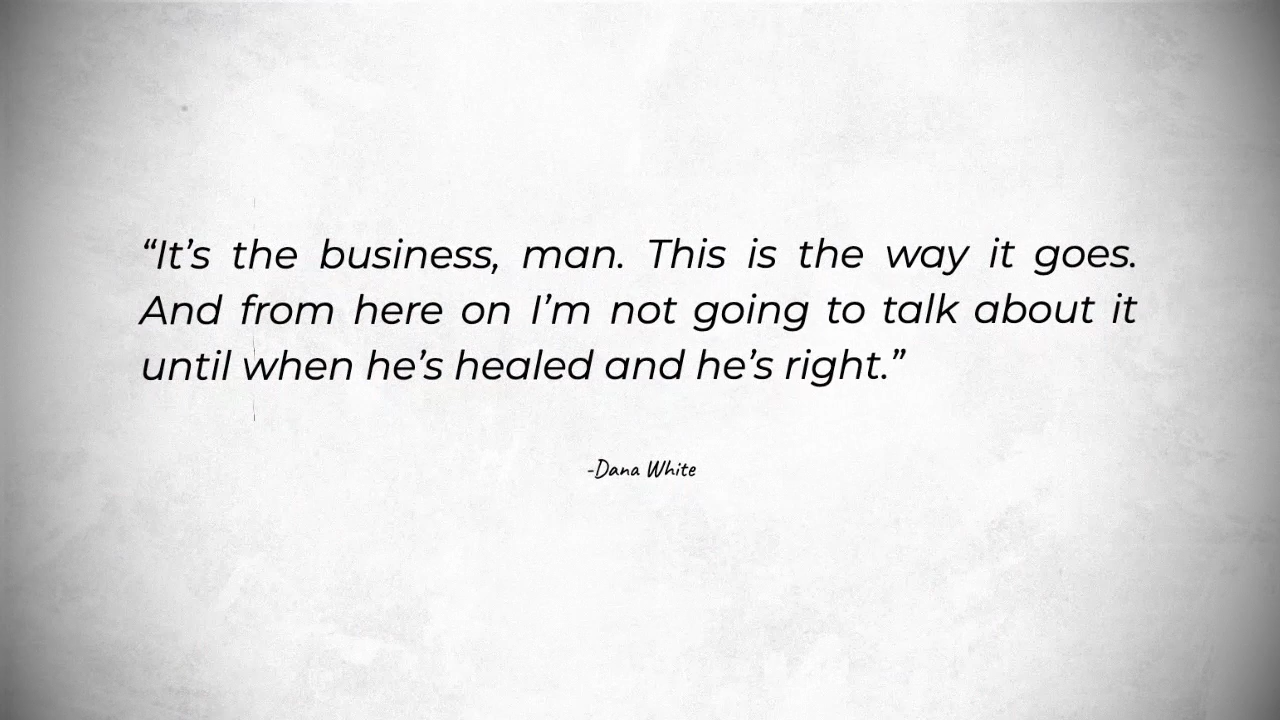 “It’s the business, man. This is the way it goes.
And from here on I’m not going to talk about it
until when he’s healed and he’s right.”
-Dana White